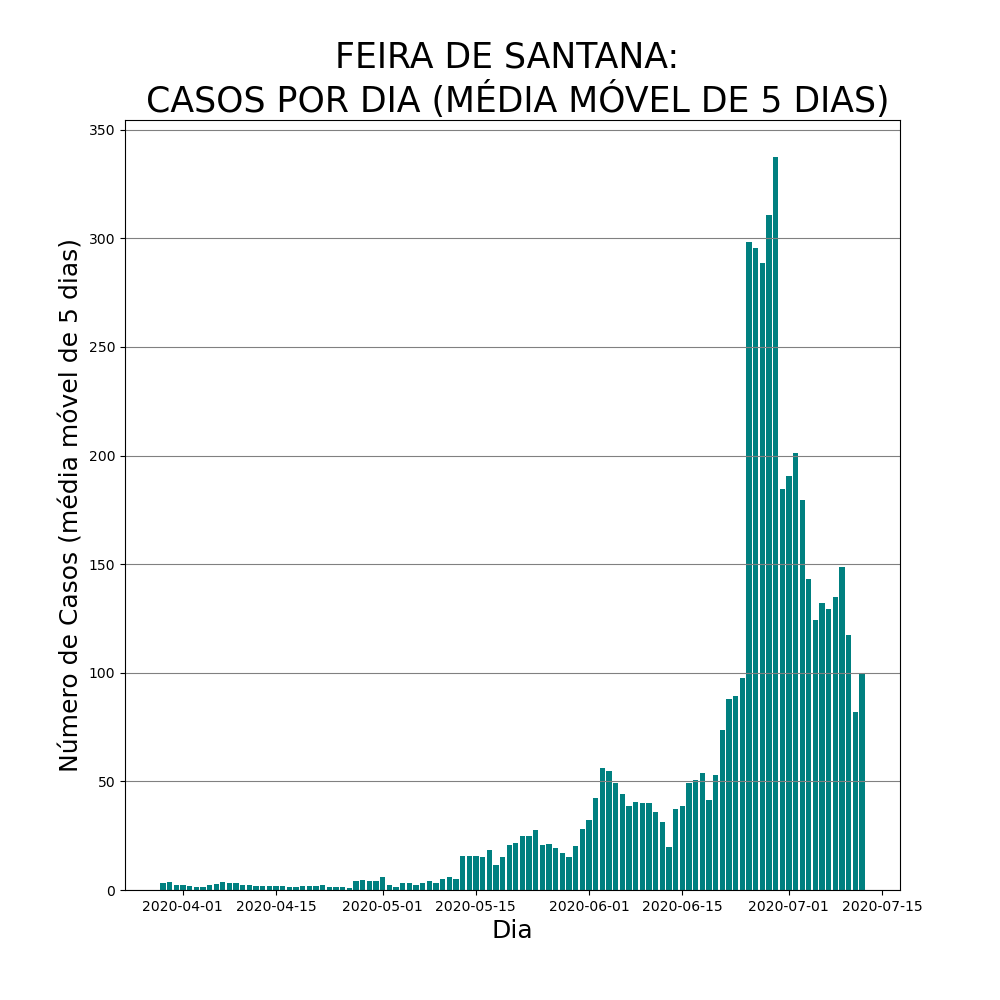 FEIRA DE SANTANA:
CASOS POR DIA (MÉDIA MÓVEL DE 5 DIAS)
Número de Casos (média móvel de 5 dias)
350
300
250
200
150
100
50
0
2020-04-01 2020-04-15 2020-05-01 2020-05-15 2020-06-01 2020-06-15 2020-07-01 2020-07-15
Dia